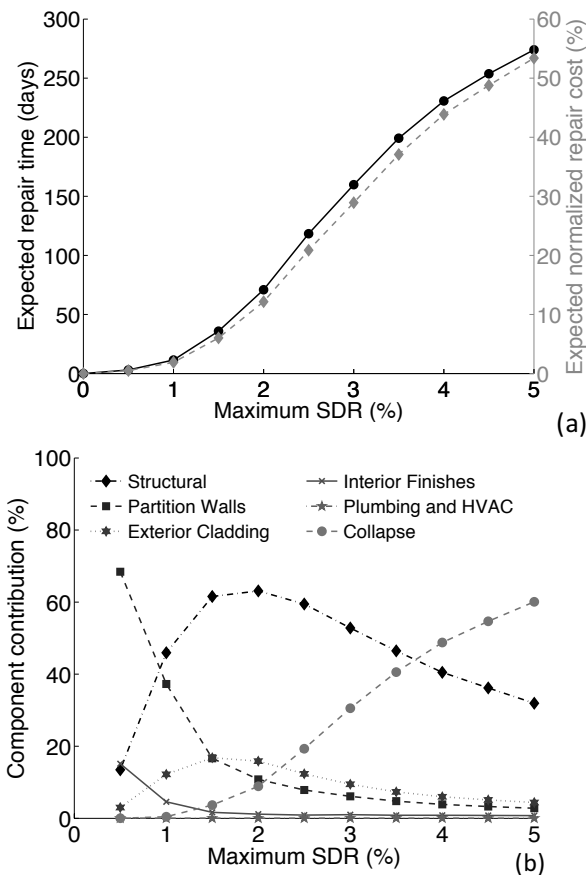 300
250
200
150
100
50
0
Expected repair time (days)
60
50
40
30
20
10
0
Expected normalized repair cost (%)
0 1 2 3 4 5
Maximum SDR (%)
(a)
100
80
60
40
20
0
Component contribution (%)
Structural
Partition Walls
Exterior Cladding
Interior Finishes
Plumbing and HVAC
Collapse
0 1 2 3 4 5
Maximum SDR (%)
(b)